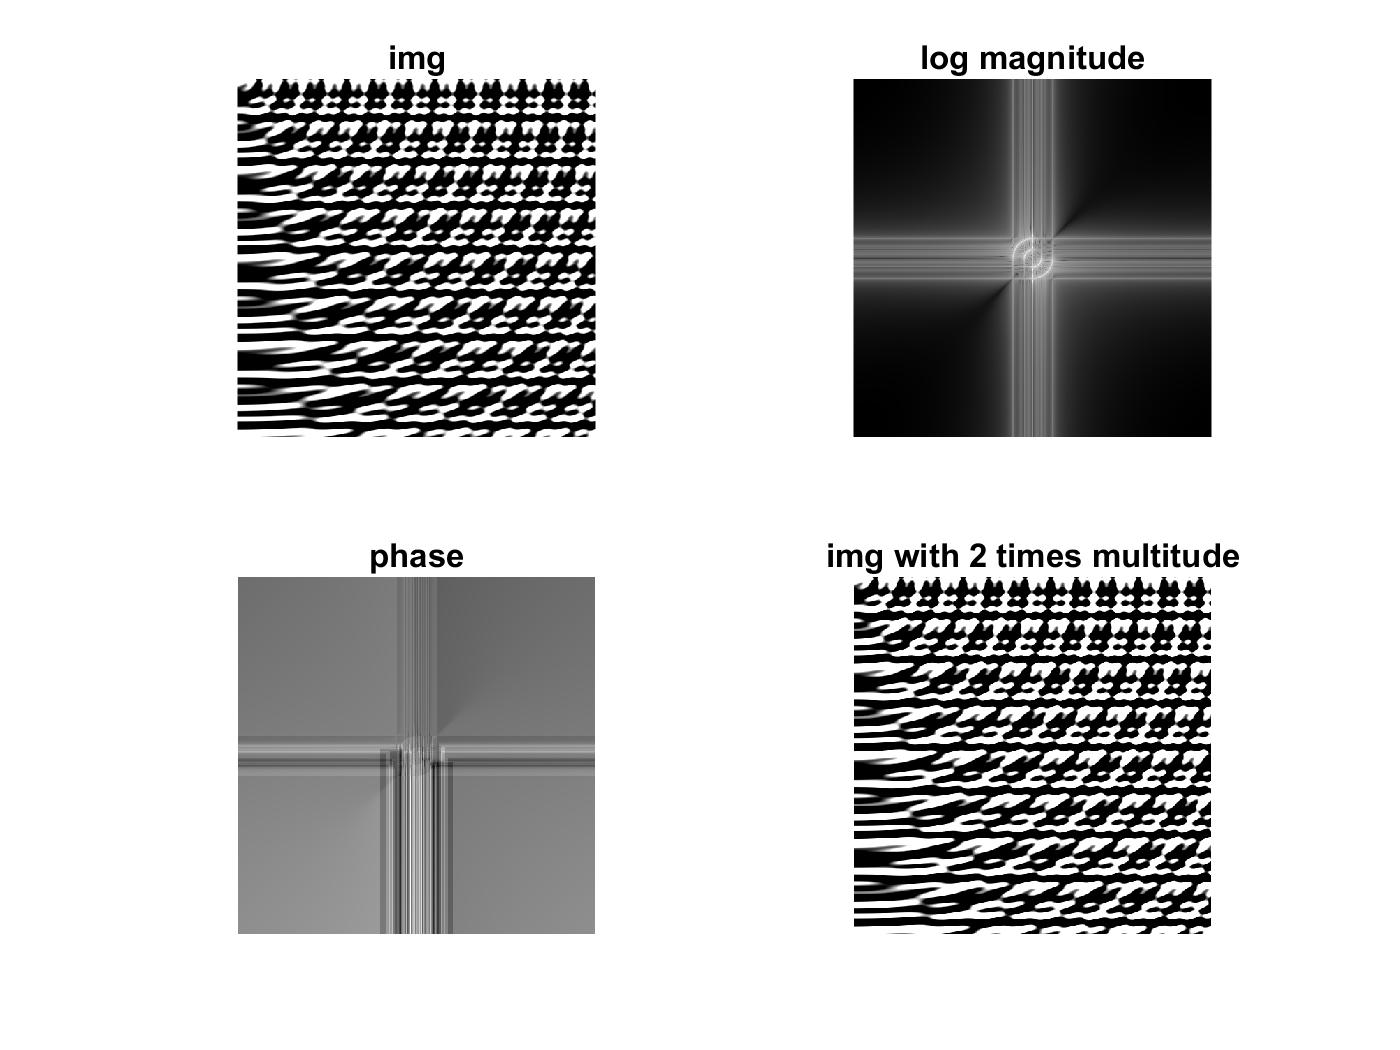 img
log magnitude
phase
img with 2 times multitude